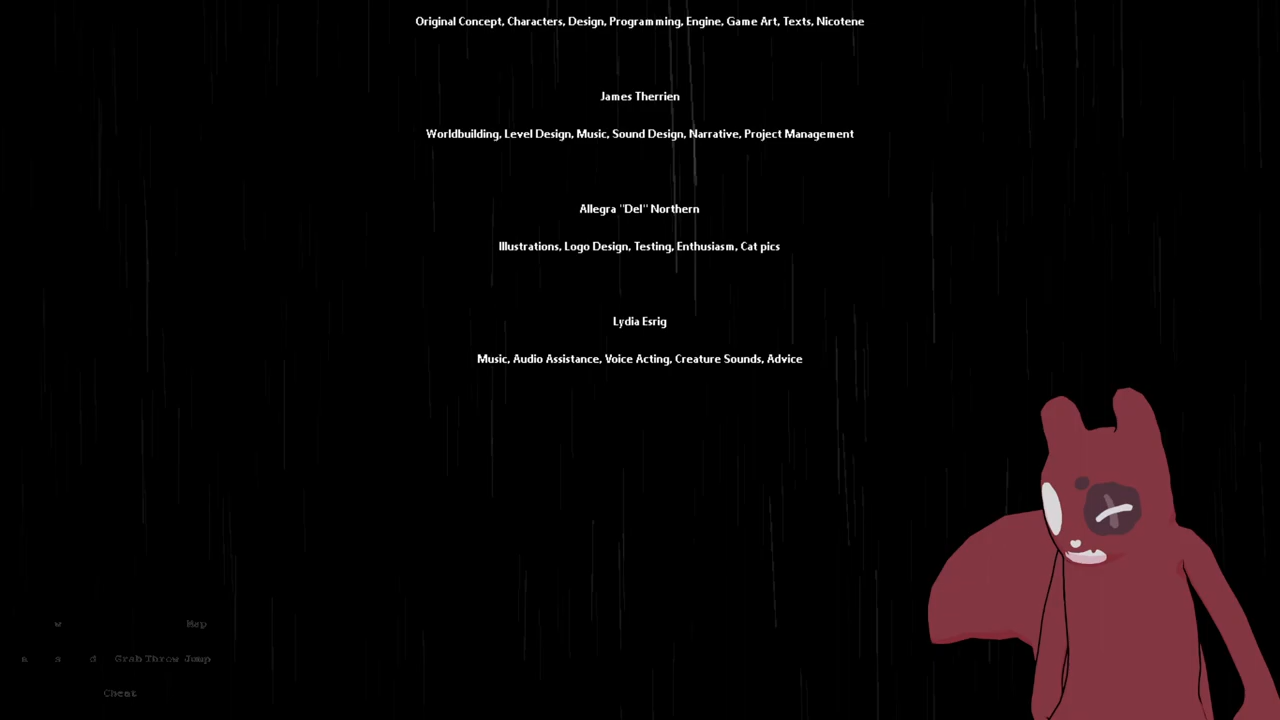 Original Concept, Characters, Design, Programming, Engine, Game Art, Texts, Nicotene
James Therrien
Worldbuilding, Level Design, Music, Sound Design, Narrative, Project Management
Allegra "Del" Northern
Illustrations, Logo Design, Testing, Enthusiasm, Cat pics
Lydia Esrig
Music, Audio Assistance, Voice Acting, Creature Sounds, Advice
w Map
a s d Grab Throw Jump
Cheat